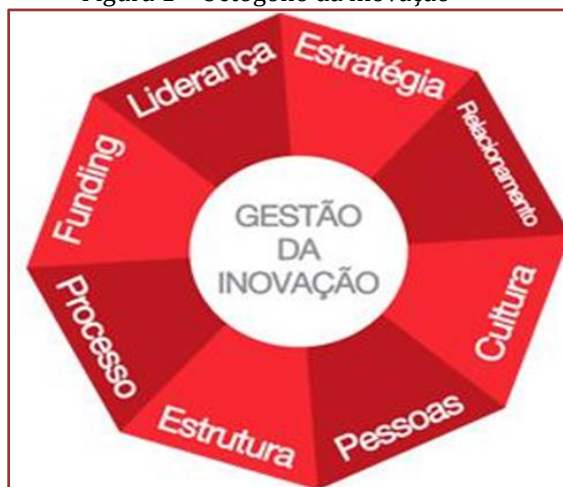 Liderança
Estratégia
Relacionamento
Cultura
Pessoas
Estrutura
Processo
Funding
GESTÃO
DA
INOVAÇÃO